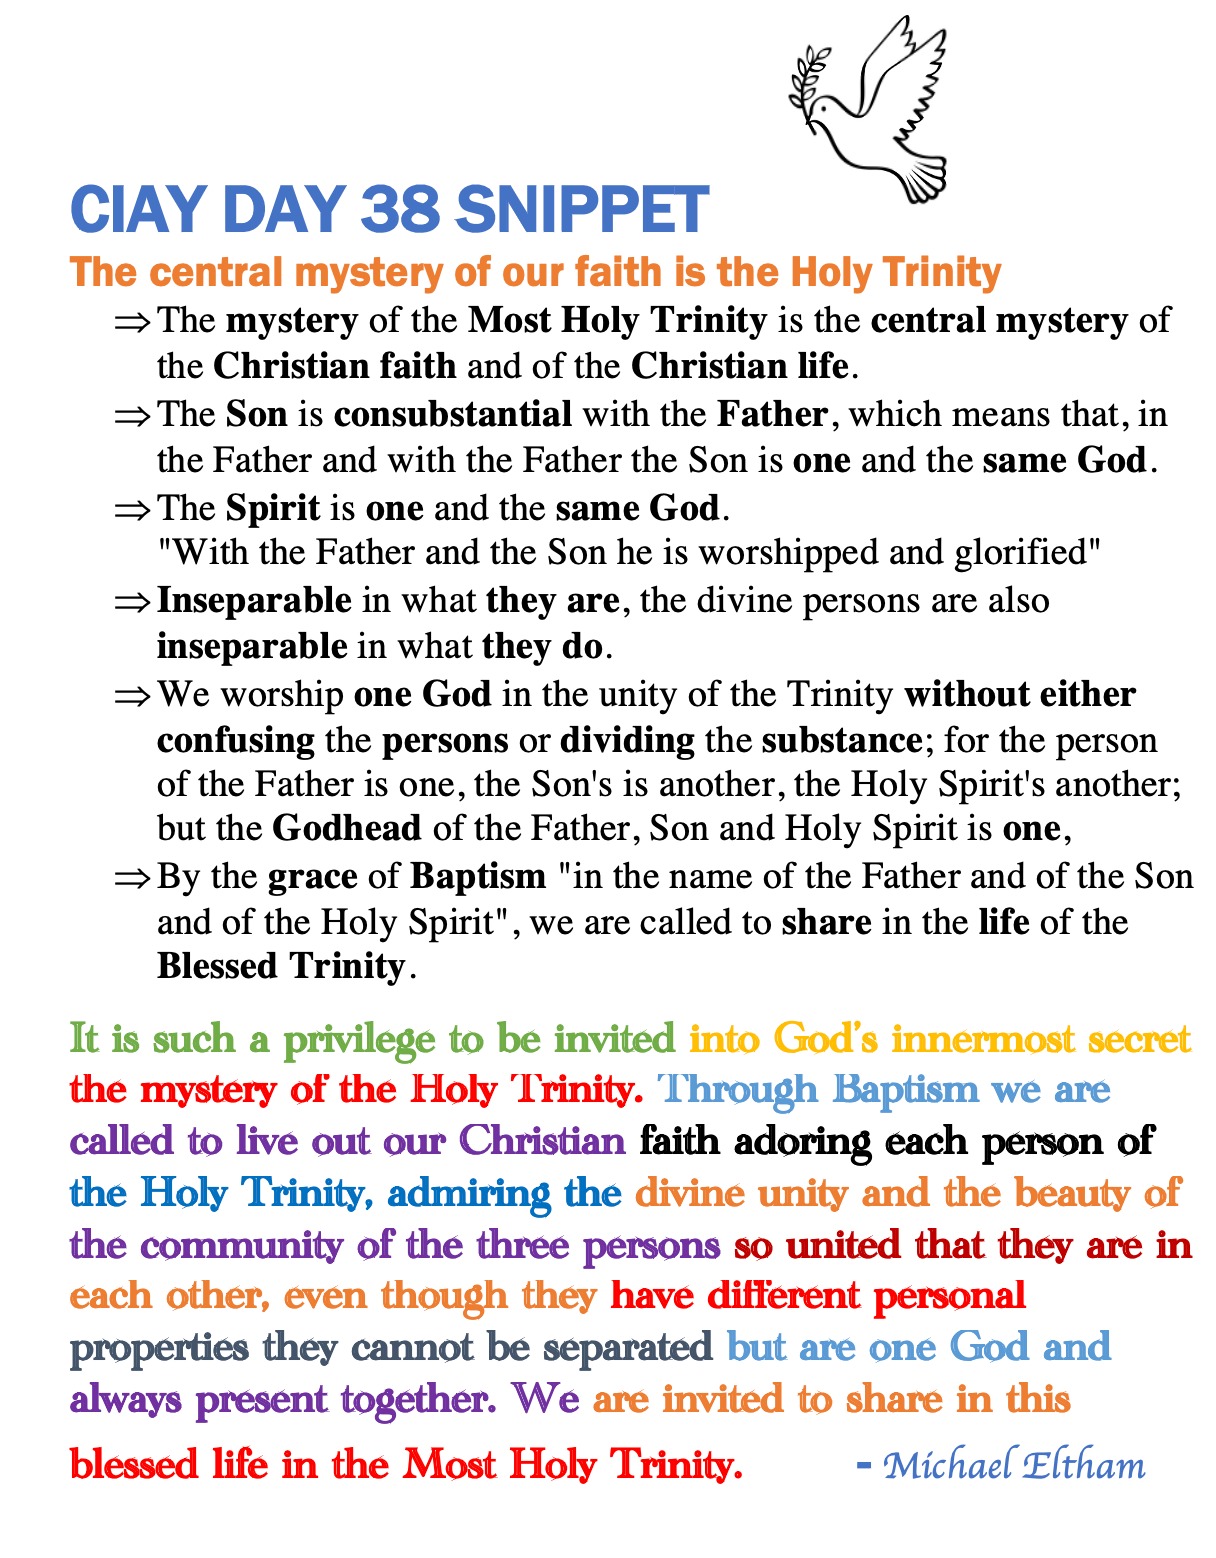 CIAY DAY 38 SNIPPET
The central mystery of our faith is the Holy Trinity
⇒ The mystery of the Most Holy Trinity is the central mystery of
the Christian faith and of the Christian life.
⇒ The Son is consubstantial with the Father, which means that, in
the Father and with the Father the Son is one and the same God.
⇒ The Spirit is one and the same God.
"With the Father and the Son he is worshipped and glorified"
⇒ Inseparable in what they are, the divine persons are also
inseparable in what they do.
⇒ We worship one God in the unity of the Trinity without either
confusing the persons or dividing the substance; for the person
of the Father is one, the Son's is another, the Holy Spirit's another;
but the Godhead of the Father, Son and Holy Spirit is one,
⇒ By the grace of Baptism "in the name of the Father and of the Son
and of the Holy Spirit", we are called to share in the life of the
Blessed Trinity.
It is such a privilege to be invited into God's innermost secret
the mystery of the Holy Trinity. Through Baptism we are
called to live out our Christian faith adoring each person of
the Holy Trinity, admiring the divine unity and the beauty of
the community of the three persons so united that they are in
each other, even though they have different personal
properties they cannot be separated but are one God and
always present together. We are invited to share in this
blessed life in the Most Holy Trinity. - Michael Eltham